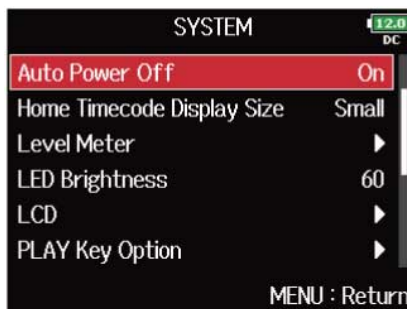 SYSTEM 12.0
DC
Auto Power Off On
Home Timecode Display Size Small
Level Meter
LED Brightness 60
LCD
PLAY Key Option
MENU : Return